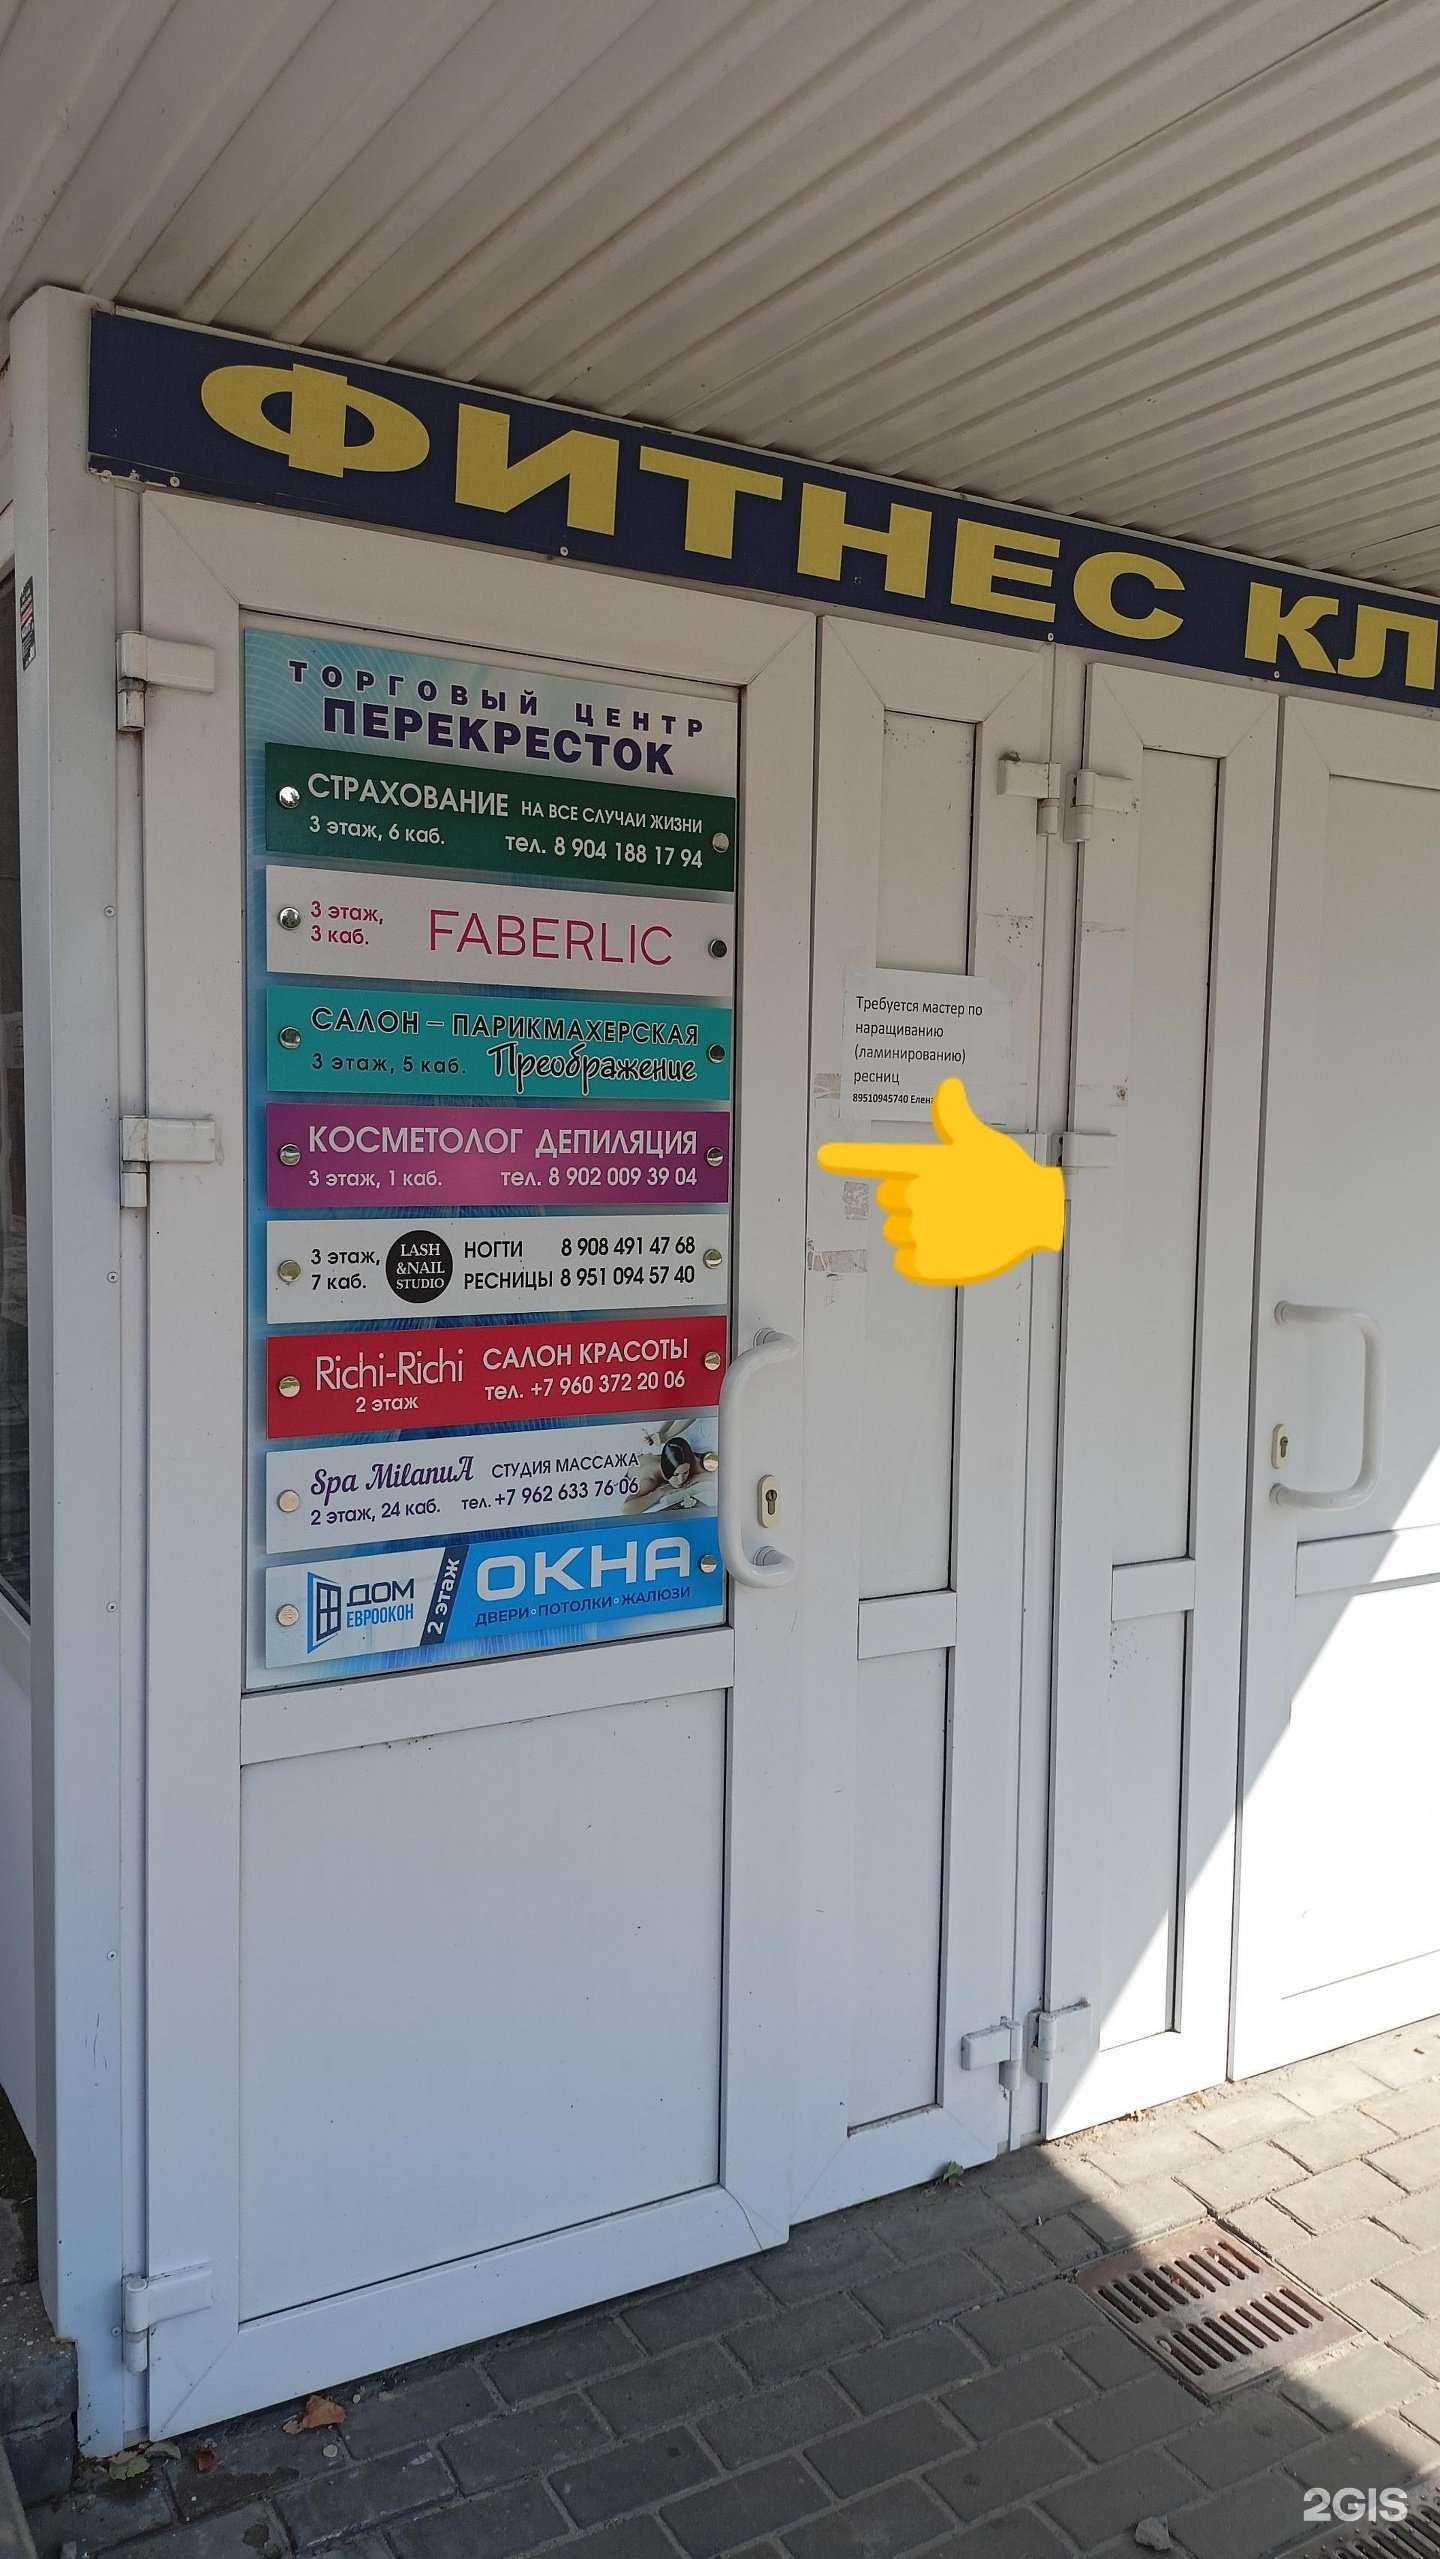 ФИТНЕС КЛ
ТОРГОВЫЙ ЦЕНТР
ПЕРЕКРЕСТОК
СТРАХОВАНИЕ НА ВСЕ СЛУЧАИ ЖИЗНИ
3 этаж, 6 каб. тел. 8 904 188 17 94
3 этаж,
3 каб.
FABERLIC
САЛОН – ПАРИКМАХЕРСКАЯ
3 этаж, 5 каб. Преображение
КОСМЕТОЛОГ ДЕПИЛЯЦИЯ
3 этаж, 1 каб. тел. 8 902 009 39 04
3 этаж,
7 каб.
LASH
&NAIL
STUDIO
НОГТИ 8 908 491 47 68
РЕСНИЦЫ 8 951 094 57 40
Richi-Richi
2 этаж
САЛОН КРАСОТЫ
тел. +7 960 372 20 06
Spa MilanuA СТУДИЯ МАССАЖА
2 этаж, 24 каб. тел. +7 962 633 76 06
ДОМ
ЕВРООКОН
2 этаж
ОКНА
ДВЕРИ•ПОТОЛКИ•ЖАЛЮЗИ
Требуется мастер по
наращиванию
(ламинированию)
ресниц
89510945740 Елена
2GIS